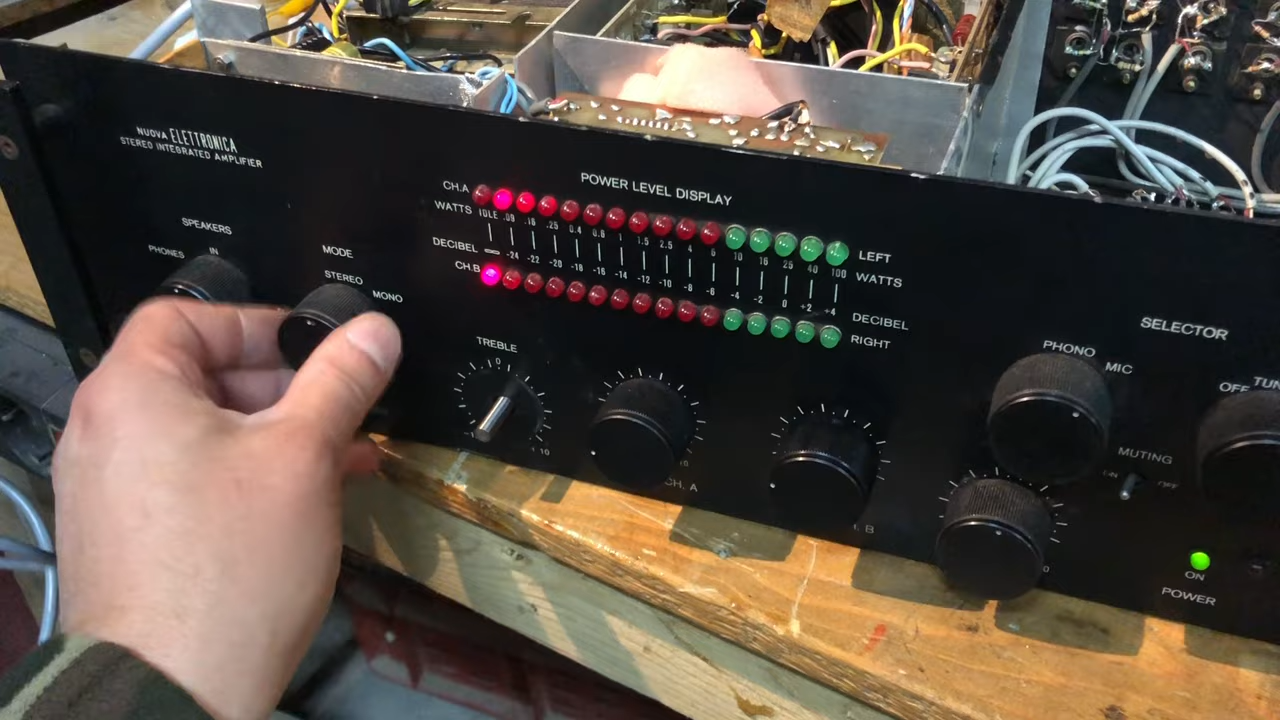 NUOVA ELETTRONICA
STEREO INTEGRATED AMPLIFIER
SPEAKERS
PHONES IN
MODE
STEREO
MONO
POWER LEVEL DISPLAY
CH.A
WATTS IDLE .09 .16 .25 0.4 0.6 1 1.5 2.5 4 6 10 16 25 40 100
LEFT
WATTS
DECIBEL -24 -22 -20 -18 -16 -14 -12 -10 -8 -6 -4 -2 0 +2 +4
DECIBEL
CH.B
RIGHT
TREBLE
0
10
CH. A
B
SELECTOR
PHONO
MIC
OFF
MUTING
ON OFF
ON
POWER